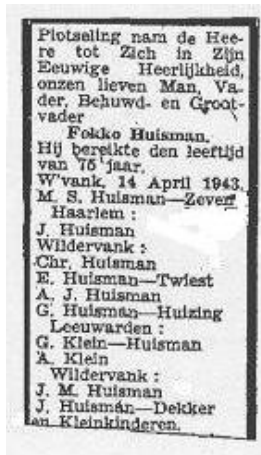 Plotseling nam de Hee-
re tot Zich in Zijn
Eeuwige Heerlijkheid,
onzen lieven Man, Va-
der, Behuwd- en Groot-
vader
Fokko Huisman.
Hij bereikte den leeftijd
van 75 jaar.
W'vank, 14 April 1943.
M. S. Huisman—Zeven
Haarlem :
J. Huisman
Wildervank :
Chr. Huisman
E. Huisman—Twiest
A. J. Huisman
G. Huisman—Huizing
Leeuwarden :
G. Klein—Huisman
A. Klein
Wildervank :
J. M. Huisman
J. Huisman—Dekker
en Kleinkinderen.